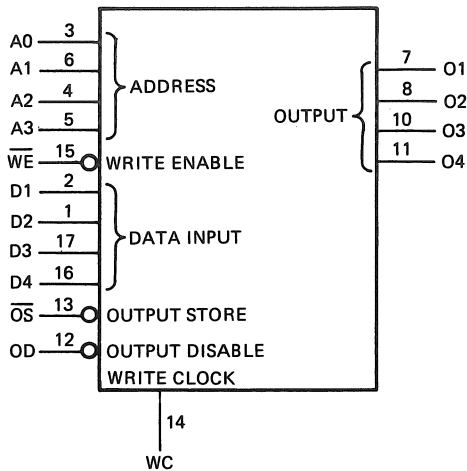 A0 3
A1 6
A2 4
A3 5
ADDRESS
W̅E̅ 15 WRITE ENABLE
D1 2
D2 1
D3 17
D4 16
DATA INPUT
O̅S̅ 13 OUTPUT STORE
OD 12 OUTPUT DISABLE
WRITE CLOCK
14
WC
OUTPUT
7 O1
8 O2
10 O3
11 O4